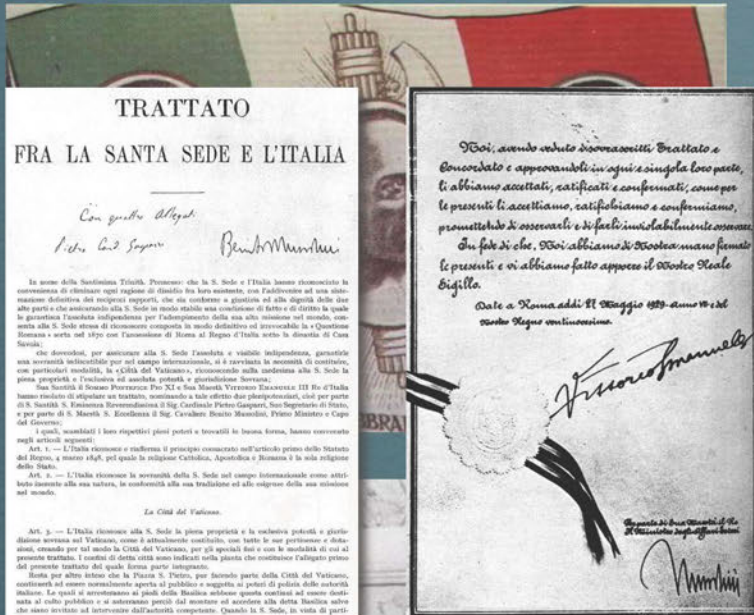 TRATTATO
FRA LA SANTA SEDE E L'ITALIA
Con quattro Allegati
Pietro Card Gasparri
Benito Mussolini
In nome della Santissima Trinità. Premesso: che la S. Sede e l'Italia hanno riconosciuto la
convenienza di eliminare ogni ragione di dissidio fra loro esistente, con l'addivenire ad una siste-
mazione definitiva dei reciproci rapporti, che sia conforme a giustizia ed alla dignità delle due
alte parti e che assicurando alla S. Sede in modo stabile una condizione di fatto e di diritto la quale
le garantisca l'assoluta indipendenza per l'adempimento della sua alta missione nel mondo, con-
senta alla S. Sede stessa di riconoscere composta in modo definitivo ed irrevocabile la « Questione
Romana » sorta nel 1870 con l'annessione di Roma al Regno d'Italia sotto la dinastia di Casa
Savoia;
che dovendosi, per assicurare alla S. Sede l'assoluta e visibile indipendenza, garantirle
una sovranità indiscutibile pur nel campo internazionale, si è ravvisata la necessità di costituire,
con particolari modalità, la «Città del Vaticano», riconoscendo sulla medesima alla S. Sede la
piena proprietà e l'esclusiva ed assoluta potestà e giurisdizione Sovrana;
Sua Santità il Sommo Pontefice Pio XI e Sua Maestà Vittorio Emanuele III Re d'Italia
hanno risoluto di stipulare un trattato, nominando a tale effetto due plenipotenziari, cioè per parte
di S. Santità S. Eminenza Reverendissima il Sig. Cardinale Pietro Gasparri, Suo Segretario di Stato,
e per parte di S. Maestà S. Eccellenza il Sig. Cavaliere Benito Mussolini, Primo Ministro e Capo
del Governo;
i quali, scambiati i loro rispettivi pieni poteri e trovatili in buona forma, hanno convenuto
negli articoli seguenti:
Art. 1. — L'Italia riconosce e riafferma il principio consacrato nell'articolo primo dello Statuto
del Regno, 4 marzo 1848, pel quale la religione Cattolica, Apostolica e Romana è la sola religione
dello Stato.
Art. 2. — L'Italia riconosce la sovranità della S. Sede nel campo internazionale come attri-
buto inerente alla sua natura, in conformità alla sua tradizione ed alle esigenze della sua missione
nel mondo.
La Città del Vaticano.
Art. 3. — L'Italia riconosce alla S. Sede la piena proprietà e la esclusiva potestà e giuris-
dizione sovrana sul Vaticano, come è attualmente costituito, con tutte le sue pertinenze e dotazi-
oni, creando per tal modo la Città del Vaticano, per gli speciali fini e con le modalità di cui al
presente trattato. I confini di detta città sono indicati nella pianta che costituisce l'allegato primo
del presente trattato del quale forma parte integrante.
Resta per altro inteso che la Piazza S. Pietro, pur facendo parte della Città del Vaticano,
continuerà ad essere normalmente aperta al pubblico e soggetta ai poteri di polizia delle autorità
italiane. Le quali si arresteranno ai piedi della Basilica sebbene questa continui ad essere desti-
nata al culto pubblico e si asterranno perciò dal montare ed accedere alla detta Basilica salvo
che siano invitate ad intervenire dall'autorità competente. Quando la S. Sede, in vista di parti-
BRA
Noi, avendo veduto i sovrascritti Trattato e
Concordato e approvandoli in ogni e singola loro parte,
li abbiamo accettati, ratificati e confermati, come per
le presenti li accettiamo, ratifichiamo e confermiamo,
promettendo di osservarli e di farli inviolabilmente osservare.
In fede di che, Noi abbiamo di Nostra mano firmato
le presenti e vi abbiamo fatto apporre il Nostro Reale
Sigillo.
Date a Roma addì 27 Maggio 1929 - anno
Nostro Regno
Vittorio Emanuele
Da parte di Sua Maestà il Re
Il Ministro degli Affari Esteri
Mussolini